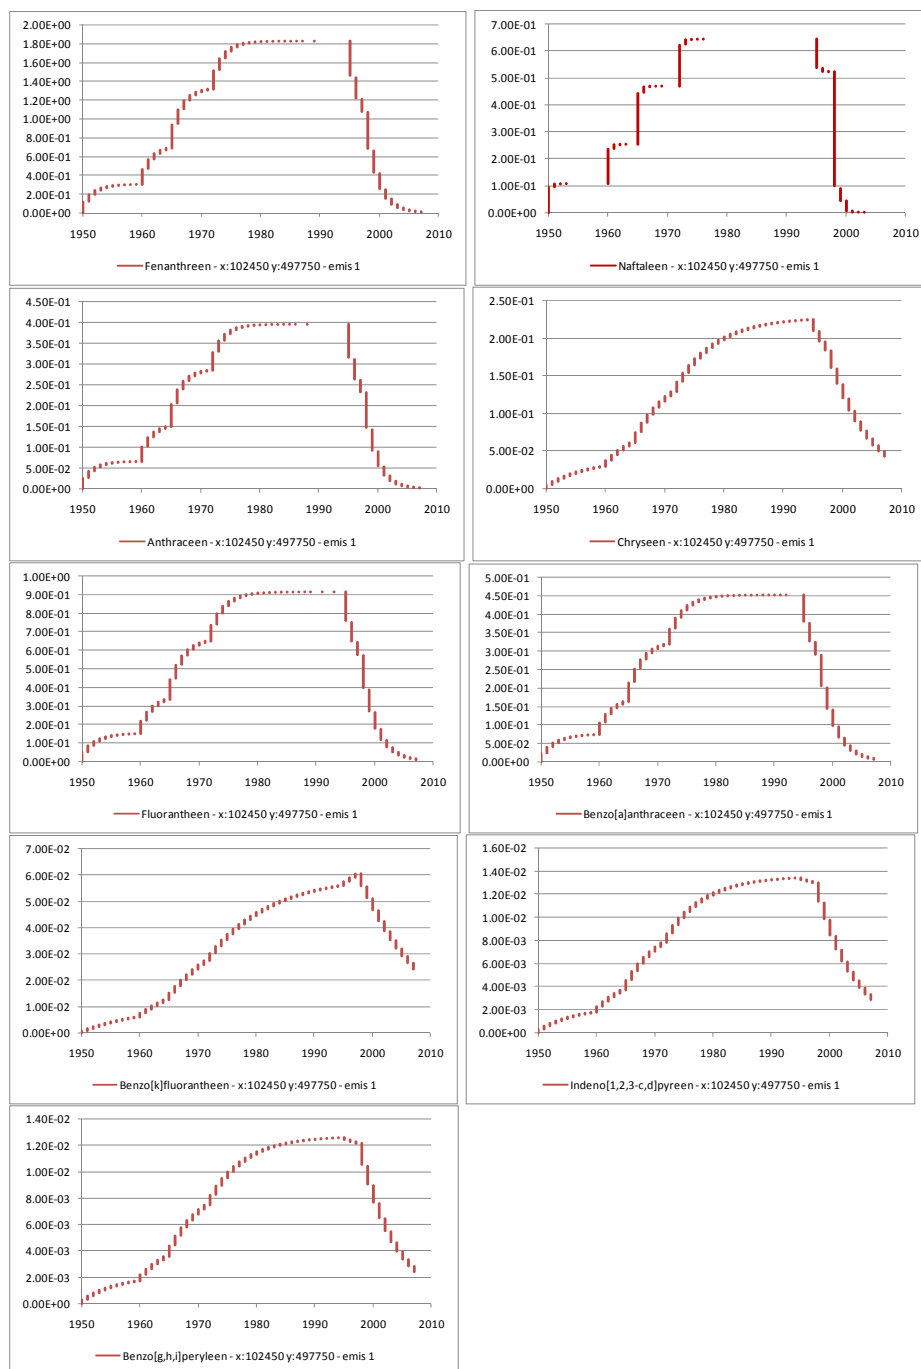 2.00E+00
1.80E+00
1.60E+00
1.40E+00
1.20E+00
1.00E+00
8.00E-01
6.00E-01
4.00E-01
2.00E-01
0.00E+00
1950 1960 1970 1980 1990 2000 2010
Fenanthreen - x:102450 y:497750 - emis 1
7.00E-01
6.00E-01
5.00E-01
4.00E-01
3.00E-01
2.00E-01
1.00E-01
0.00E+00
1950 1960 1970 1980 1990 2000 2010
Naftaleen - x:102450 y:497750 - emis 1
4.50E-01
4.00E-01
3.50E-01
3.00E-01
2.50E-01
2.00E-01
1.50E-01
1.00E-01
5.00E-02
0.00E+00
1950 1960 1970 1980 1990 2000 2010
Anthraceen - x:102450 y:497750 - emis 1
2.50E-01
2.00E-01
1.50E-01
1.00E-01
5.00E-02
0.00E+00
1950 1960 1970 1980 1990 2000 2010
Chryseen - x:102450 y:497750 - emis 1
1.00E+00
9.00E-01
8.00E-01
7.00E-01
6.00E-01
5.00E-01
4.00E-01
3.00E-01
2.00E-01
1.00E-01
0.00E+00
1950 1960 1970 1980 1990 2000 2010
Fluorantheen - x:102450 y:497750 - emis 1
5.00E-01
4.50E-01
4.00E-01
3.50E-01
3.00E-01
2.50E-01
2.00E-01
1.50E-01
1.00E-01
5.00E-02
0.00E+00
1950 1960 1970 1980 1990 2000 2010
Benzo[a]anthraceen - x:102450 y:497750 - emis 1
7.00E-02
6.00E-02
5.00E-02
4.00E-02
3.00E-02
2.00E-02
1.00E-02
0.00E+00
1950 1960 1970 1980 1990 2000 2010
Benzo[k]fluorantheen - x:102450 y:497750 - emis 1
1.60E-02
1.40E-02
1.20E-02
1.00E-02
8.00E-03
6.00E-03
4.00E-03
2.00E-03
0.00E+00
1950 1960 1970 1980 1990 2000 2010
Indeno[1,2,3-c,d]pyreen - x:102450 y:497750 - emis 1
1.40E-02
1.20E-02
1.00E-02
8.00E-03
6.00E-03
4.00E-03
2.00E-03
0.00E+00
1950 1960 1970 1980 1990 2000 2010
Benzo[g,h,i]peryleen - x:102450 y:497750 - emis 1